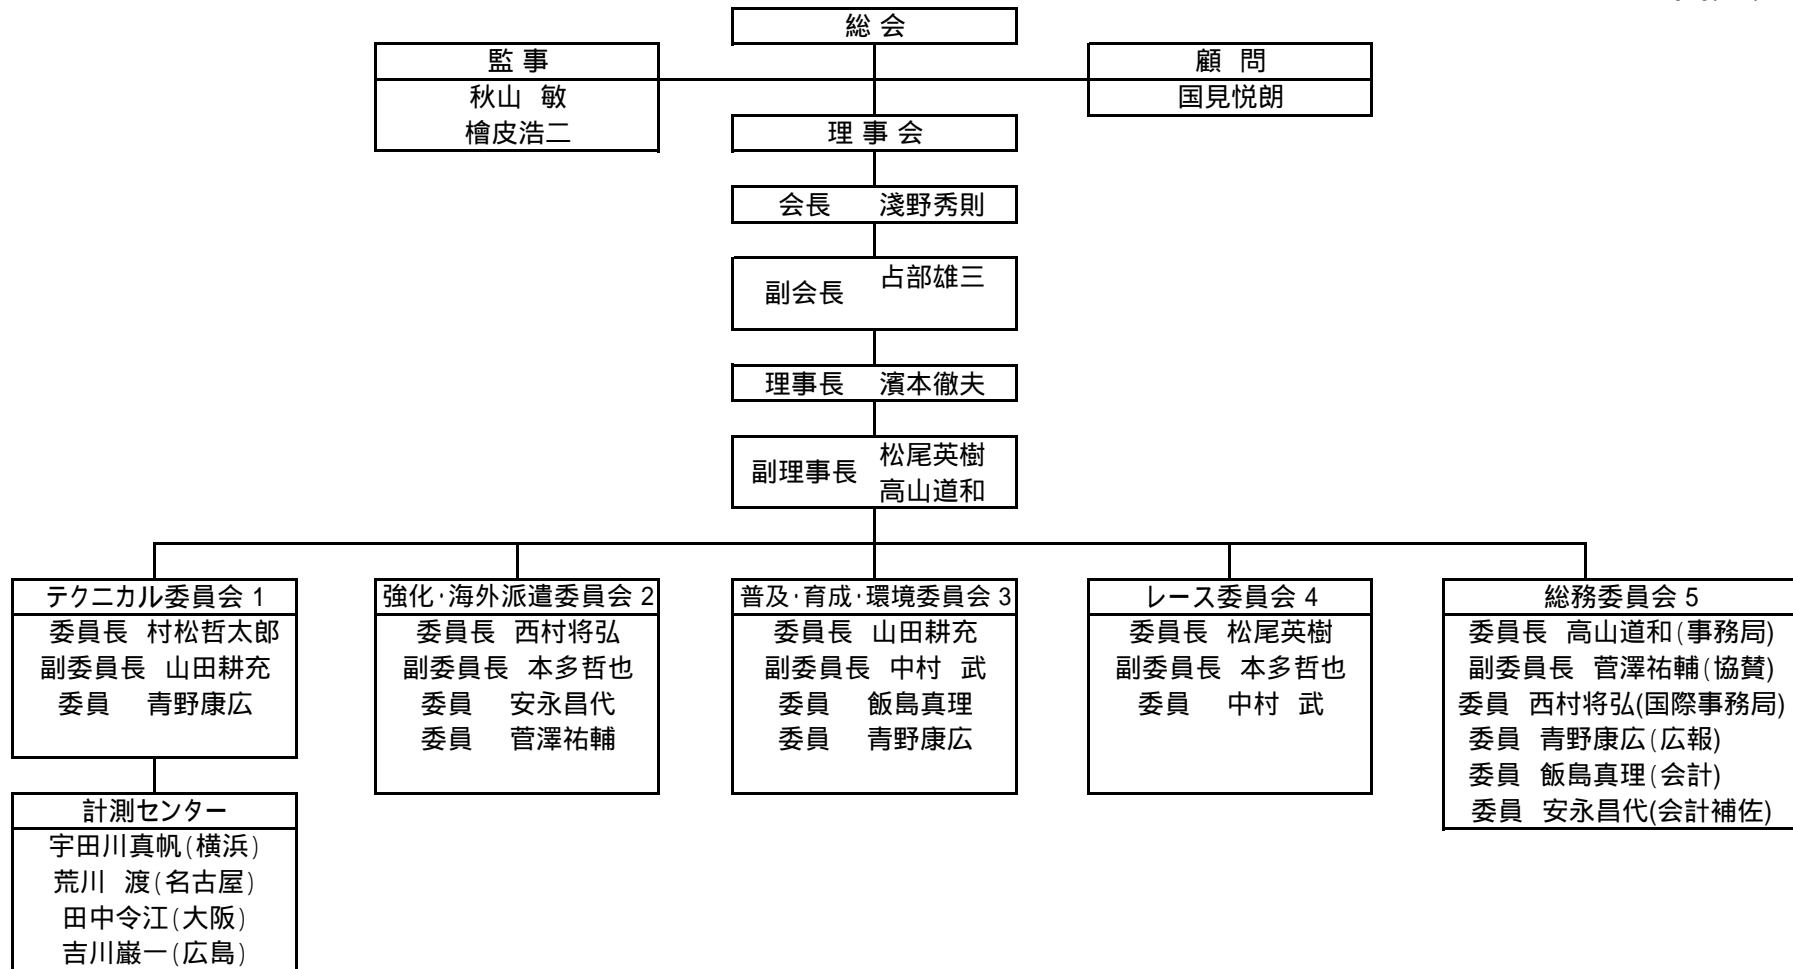 総 会
監 事
秋山 敏
檜皮浩二
顧 問
国見悦朗
理 事 会
会長 淺野秀則
副会長 占部雄三
理事長 濱本徹夫
副理事長 松尾英樹
高山道和
テクニカル委員会 1
委員長 村松哲太郎
副委員長 山田耕充
委員 青野康広
計測センター
宇田川真帆(横浜)
荒川 渡(名古屋)
田中令江(大阪)
吉川巌一(広島)
強化・海外派遣委員会 2
委員長 西村将弘
副委員長 本多哲也
委員 安永昌代
委員 菅澤祐輔
普及・育成・環境委員会 3
委員長 山田耕充
副委員長 中村 武
委員 飯島真理
委員 青野康広
レース委員会 4
委員長 松尾英樹
副委員長 本多哲也
委員 中村 武
総務委員会 5
委員長 高山道和(事務局)
副委員長 菅澤祐輔(協賛)
委員 西村将弘(国際事務局)
委員 青野康広(広報)
委員 飯島真理(会計)
委員 安永昌代(会計補佐)